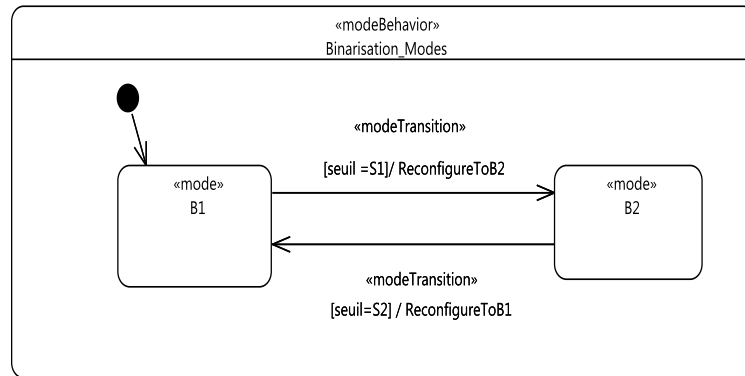 «modeBehavior»
Binarisation_Modes
«modeTransition»
[seuil =S1]/ ReconfigureToB2
«mode»
B1
«mode»
B2
«modeTransition»
[seuil=S2] / ReconfigureToB1